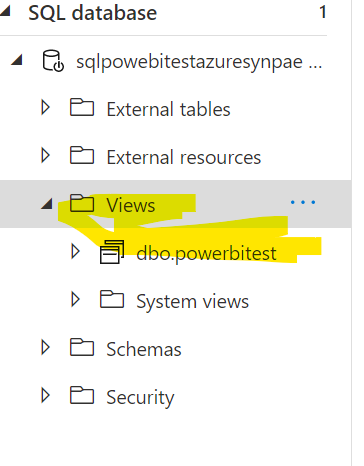 SQL database 1
sqlpowebitestazuresynpae ...
External tables
External resources
Views ...
dbo.powerbitest
System views
Schemas
Security